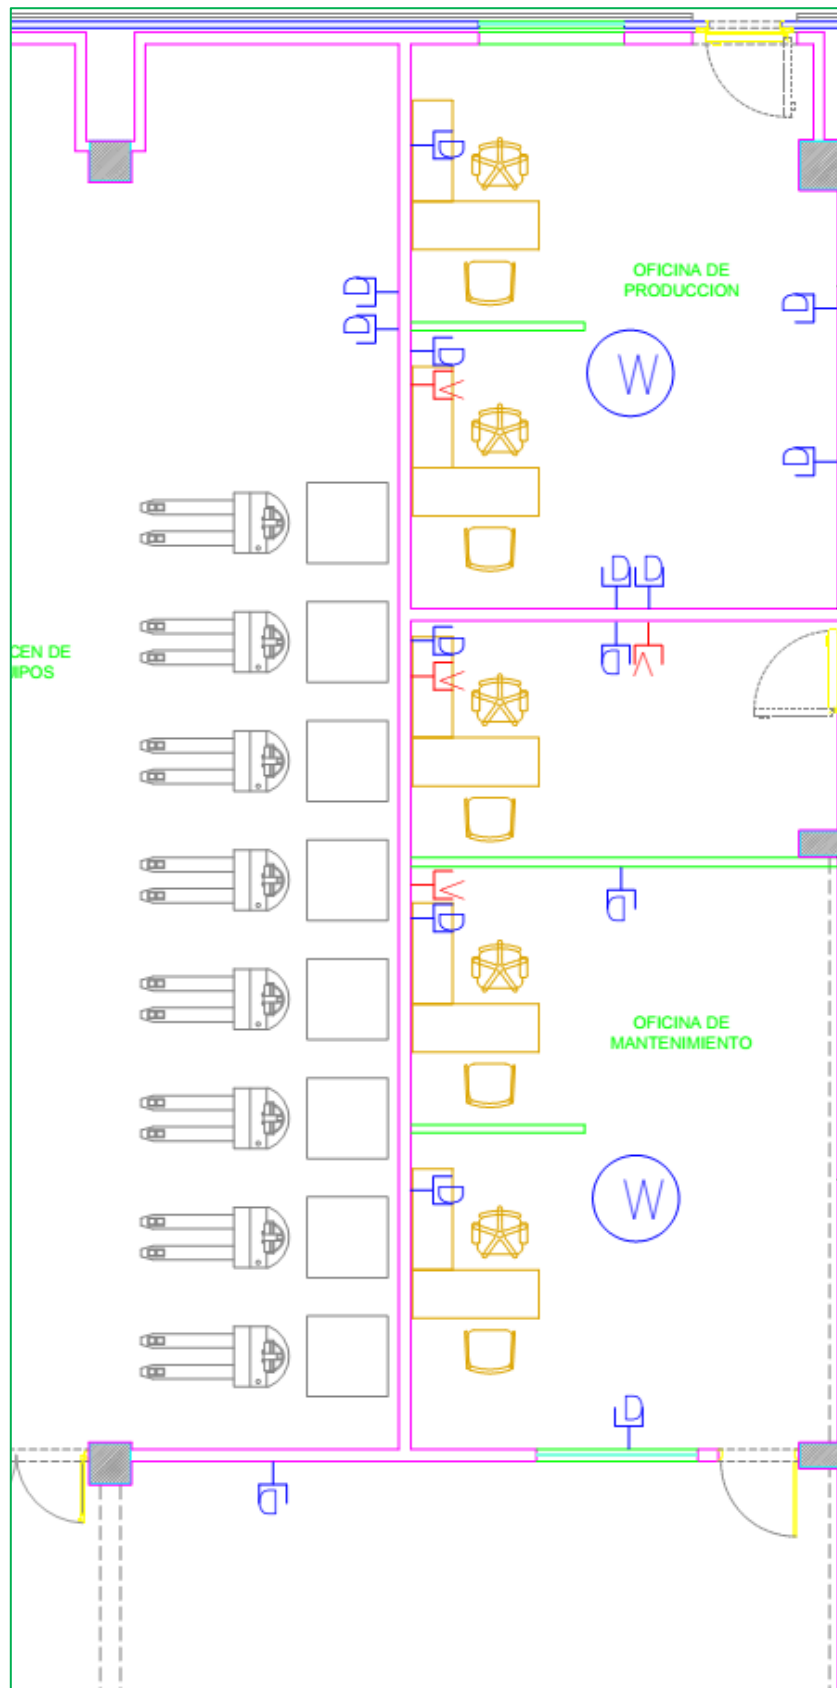 D
D
OFICINA DE
PRODUCCION
D
D
D
W
V
D
D
D
CEN DE
IPOS
D
V
D
V
V
D
D
OFICINA DE
MANTENIMIENTO
D
W
D
D